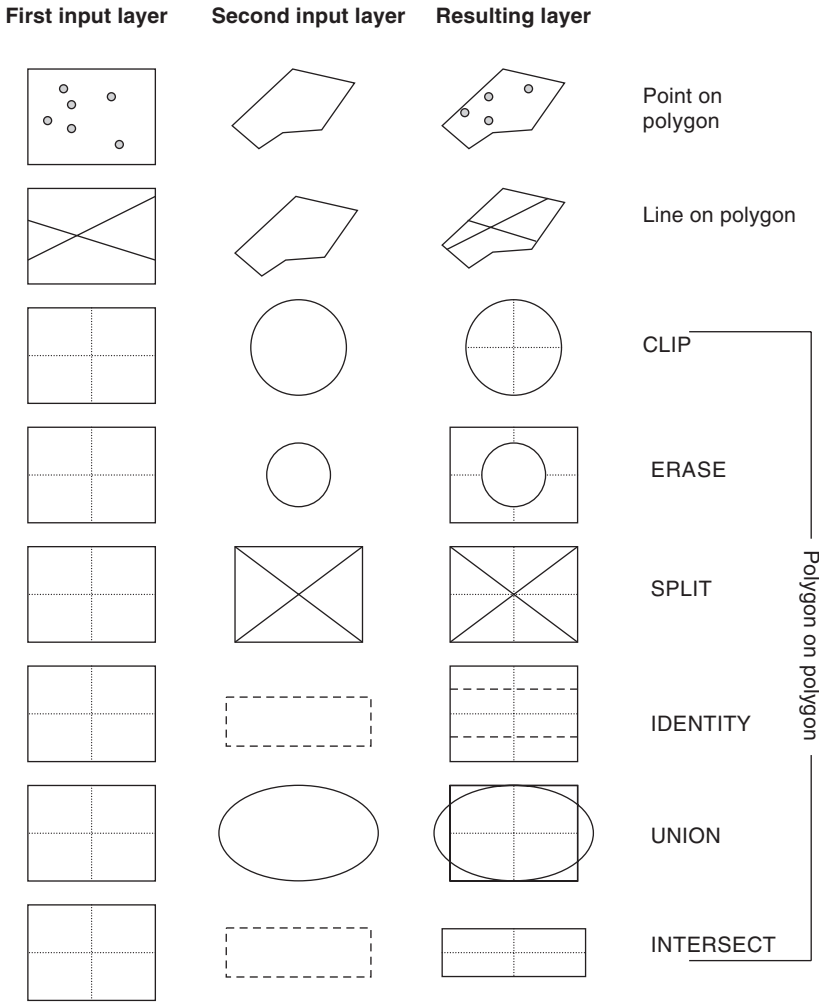 First input layer
Second input layer
Resulting layer
Point on
polygon
Line on polygon
CLIP
ERASE
SPLIT
IDENTITY
UNION
INTERSECT
Polygon on polygon